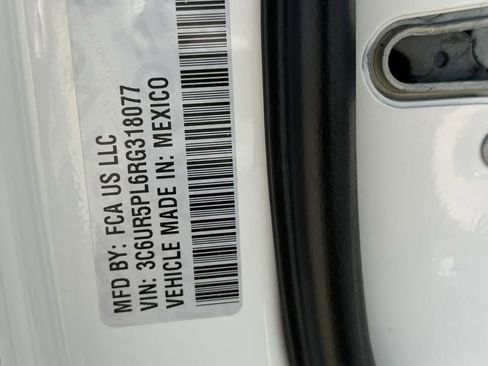 MFD BY: FCA US LLC
VIN: 3C6UR5PL6RG318077
VEHICLE MADE IN: MEXICO